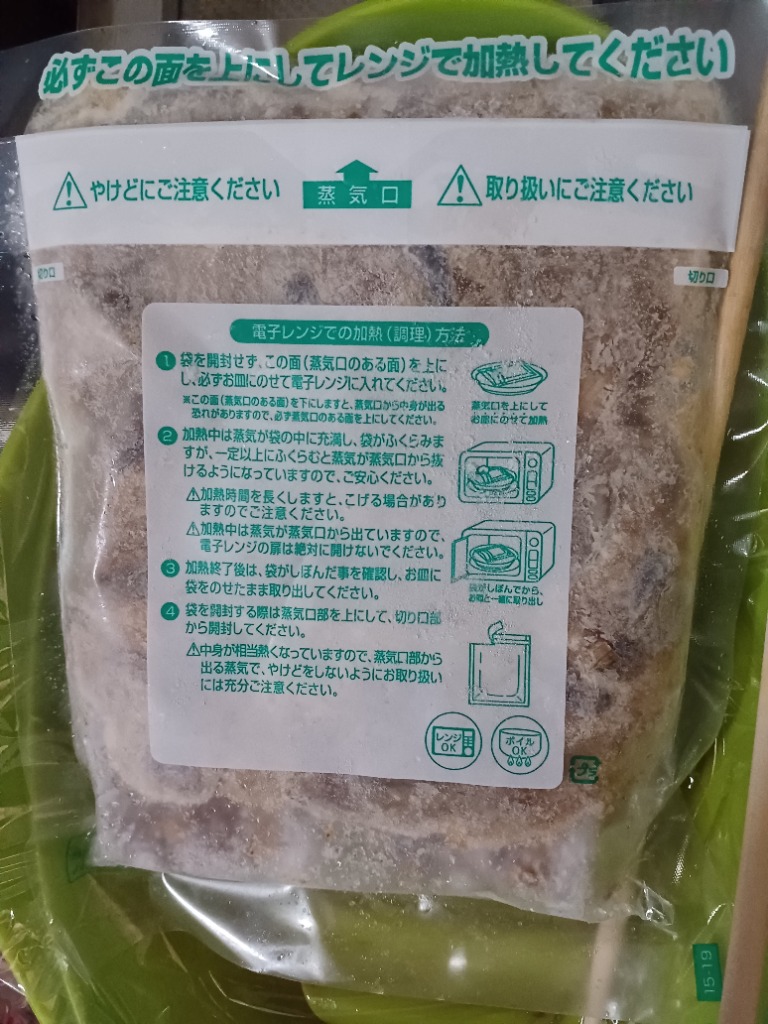 必ずこの面を上にしてレンジで加熱してください
やけどにご注意ください
蒸気口
取り扱いにご注意ください
切り口
切り口
電子レンジでの加熱(調理)方法
1 袋を開封せず、この面(蒸気口のある面)を上に
し、必ずお皿にのせて電子レンジに入れてください。
※この面(蒸気口のある面)を下にしますと、蒸気口から中身が出る
恐れがありますので、必ず蒸気口のある面を上にしてください。
蒸気口を上にして
お皿にのせて加熱
2 加熱中は蒸気が袋の中に充満し、袋がふくらみま
すが、一定以上にふくらむと蒸気が蒸気口から抜
けるようになっていますので、ご安心ください。
⚠加熱時間を長くしますと、こげる場合があり
ますのでご注意ください。
⚠加熱中は蒸気が蒸気口から出ていますので、
電子レンジの扉は絶対に開けないでください。
3 加熱終了後は、袋がしぼんだ事を確認し、お皿に
袋をのせたまま取り出してください。
袋がしぼんでから、
お皿と一緒に取り出し
4 袋を開封する際は蒸気口部を上にして、切り口部
から開封してください。
⚠中身が相当熱くなっていますので、蒸気口部から
出る蒸気で、やけどをしないようにお取り扱い
には充分ご注意ください。
レンジ
OK
ボイル
OK
プラ
15-19